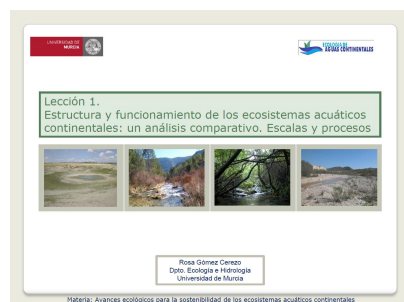 UNIVERSIDAD DE
MURCIA
ECOLOGÍA DE
AGUAS CONTINENTALES
Lección 1.
Estructura y funcionamiento de los ecosistemas acuáticos
continentales: un análisis comparativo. Escalas y procesos
Rosa Gómez Cerezo
Dpto. Ecología e Hidrología
Universidad de Murcia
Materia: Avances ecológicos para la sostenibilidad de los ecosistemas acuáticos continentales